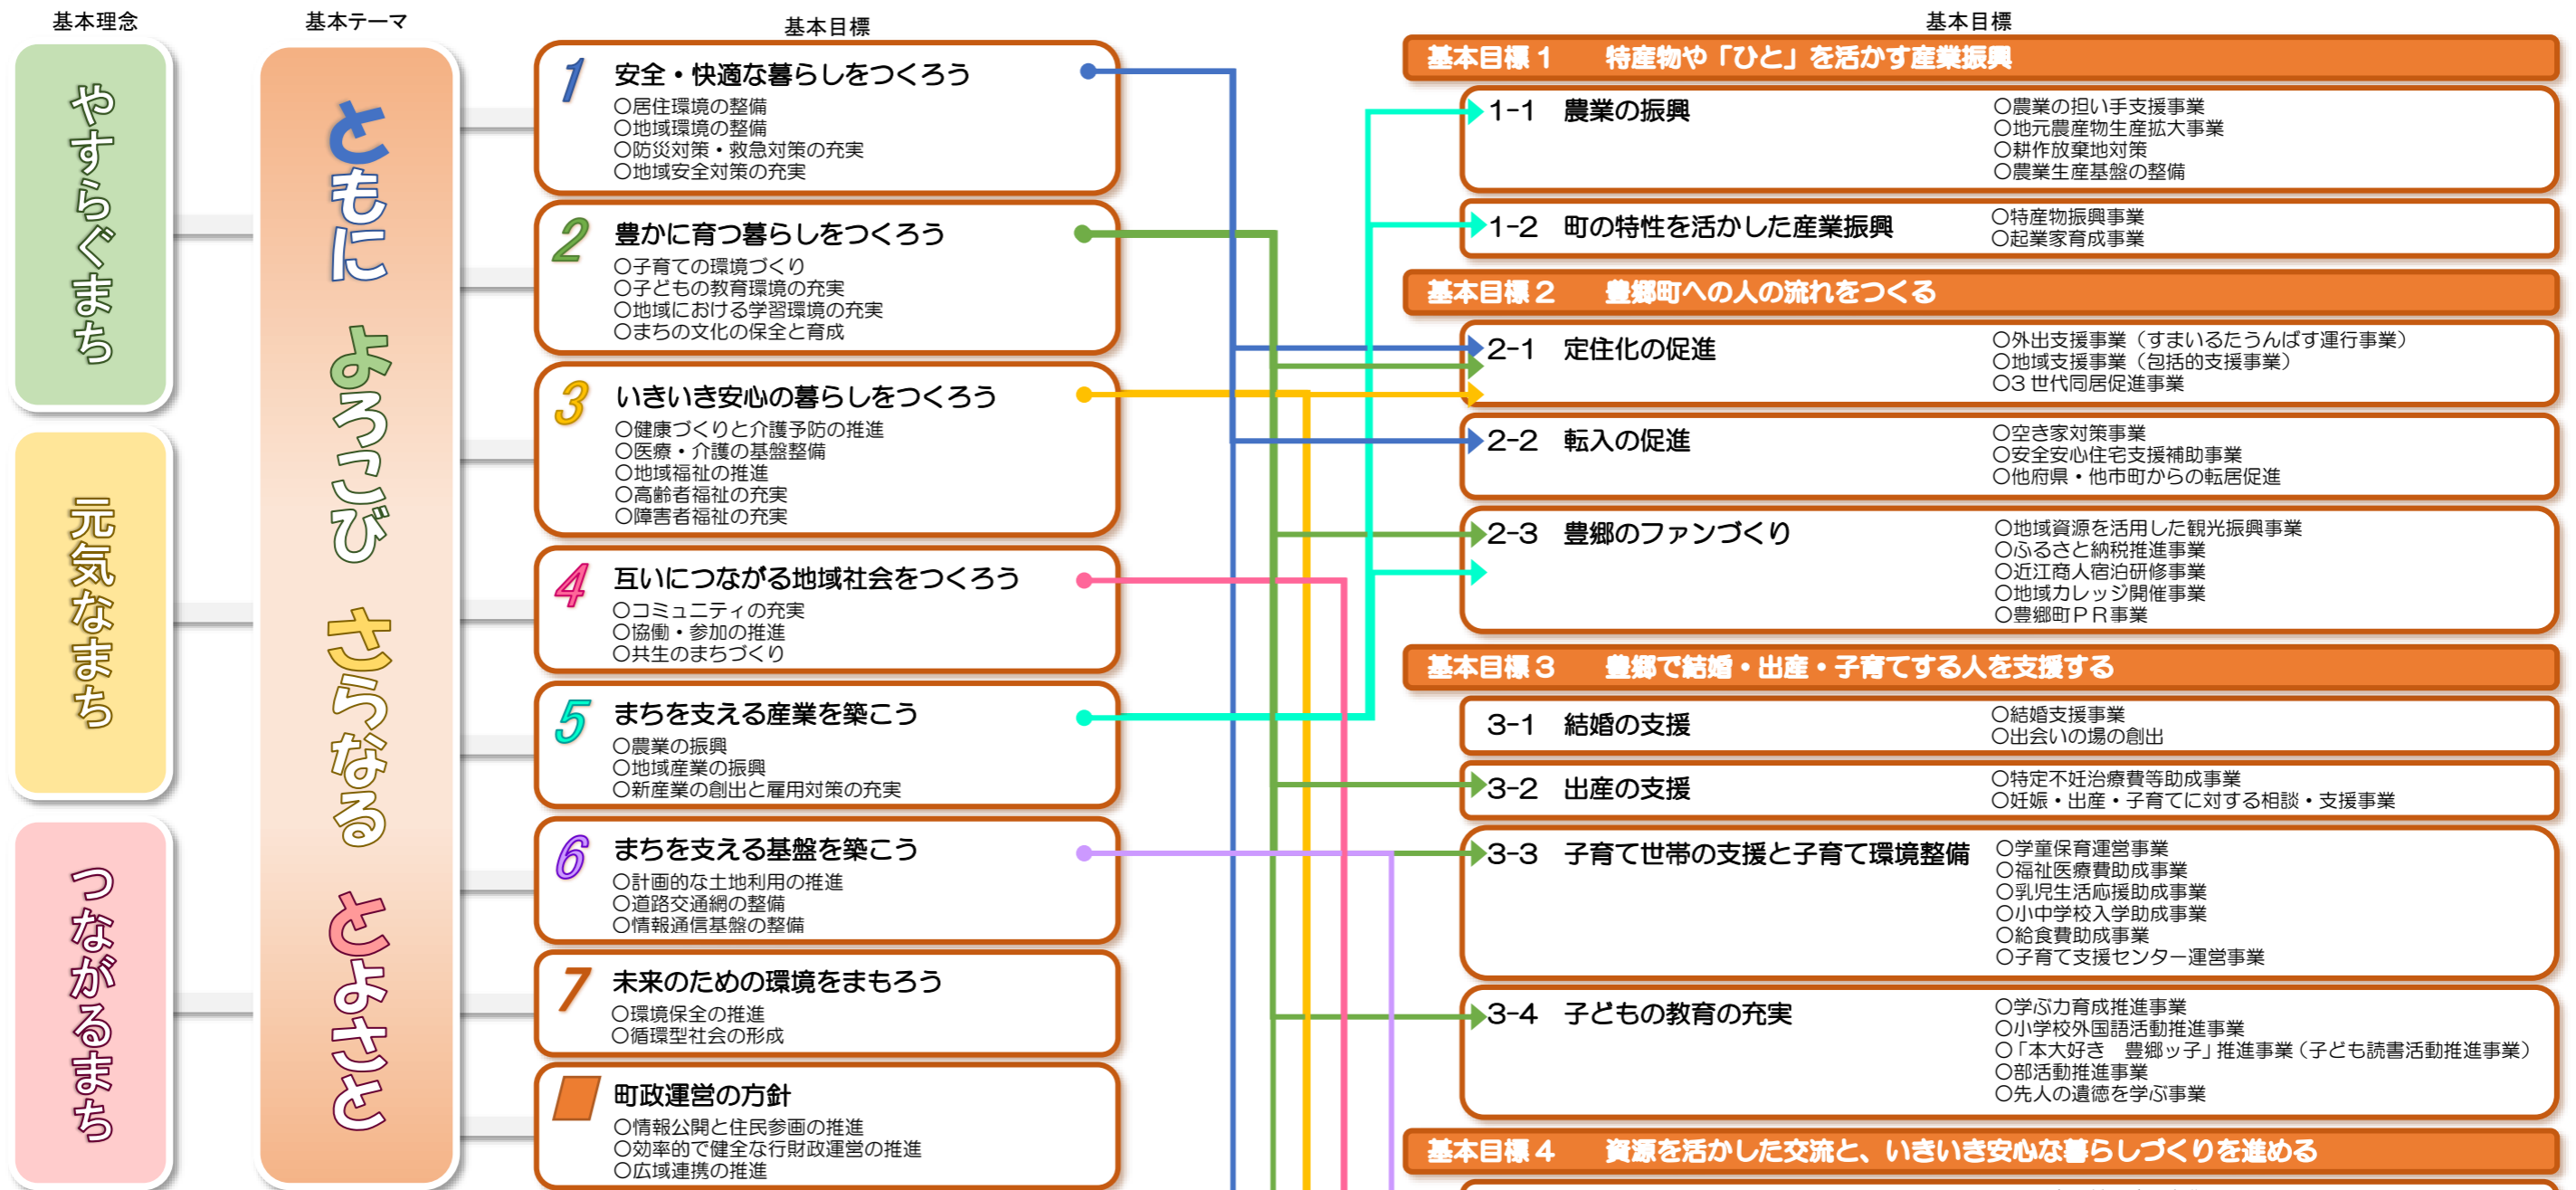 基本理念
やすらぐまち
元気なまち
つながるまち
基本テーマ
ともに よろこび さらなる とよさと
基本目標
1 安全・快適な暮らしをつくろう
○居住環境の整備
○地域環境の整備
○防災対策・救急対策の充実
○地域安全対策の充実
2 豊かに育つ暮らしをつくろう
○子育ての環境づくり
○子どもの教育環境の充実
○地域における学習環境の充実
○まちの文化の保全と育成
3 いきいき安心の暮らしをつくろう
○健康づくりと介護予防の推進
○医療・介護の基盤整備
○地域福祉の推進
○高齢者福祉の充実
○障害者福祉の充実
4 互いにつながる地域社会をつくろう
○コミュニティの充実
○協働・参加の推進
○共生のまちづくり
5 まちを支える産業を築こう
○農業の振興
○地域産業の振興
○新産業の創出と雇用対策の充実
6 まちを支える基盤を築こう
○計画的な土地利用の推進
○道路交通網の整備
○情報通信基盤の整備
7 未来のための環境をまもろう
○環境保全の推進
○循環型社会の形成
町政運営の方針
○情報公開と住民参画の推進
○効率的で健全な行財政運営の推進
○広域連携の推進
基本目標
基本目標1 特産物や「ひと」を活かす産業振興
1-1 農業の振興
○農業の担い手支援事業
○地元農産物生産拡大事業
○耕作放棄地対策
○農業生産基盤の整備
1-2 町の特性を活かした産業振興
○特産物振興事業
○起業家育成事業
基本目標2 豊郷町への人の流れをつくる
2-1 定住化の促進
○外出支援事業（すまいるたうんばす運行事業）
○地域支援事業（包括的支援事業）
○3世代同居促進事業
2-2 転入の促進
○空き家対策事業
○安全安心住宅支援補助事業
○他府県・他市町からの転居促進
2-3 豊郷のファンづくり
○地域資源を活用した観光振興事業
○ふるさと納税推進事業
○近江商人宿泊研修事業
○地域カレッジ開催事業
○豊郷町PR事業
基本目標3 豊郷で結婚・出産・子育てする人を支援する
3-1 結婚の支援
○結婚支援事業
○出会いの場の創出
3-2 出産の支援
○特定不妊治療費等助成事業
○妊娠・出産・子育てに対する相談・支援事業
3-3 子育て世帯の支援と子育て環境整備
○学童保育運営事業
○福祉医療費助成事業
○乳児生活応援助成事業
○小中学校入学助成事業
○給食費助成事業
○子育て支援センター運営事業
3-4 子どもの教育の充実
○学ぶ力育成推進事業
○小学校外国語活動推進事業
○「本大好き 豊郷ッ子」推進事業（子ども読書活動推進事業）
○部活動推進事業
○先人の遺徳を学ぶ事業
基本目標4 資源を活かした交流と、いきいき安心な暮らしづくりを進める